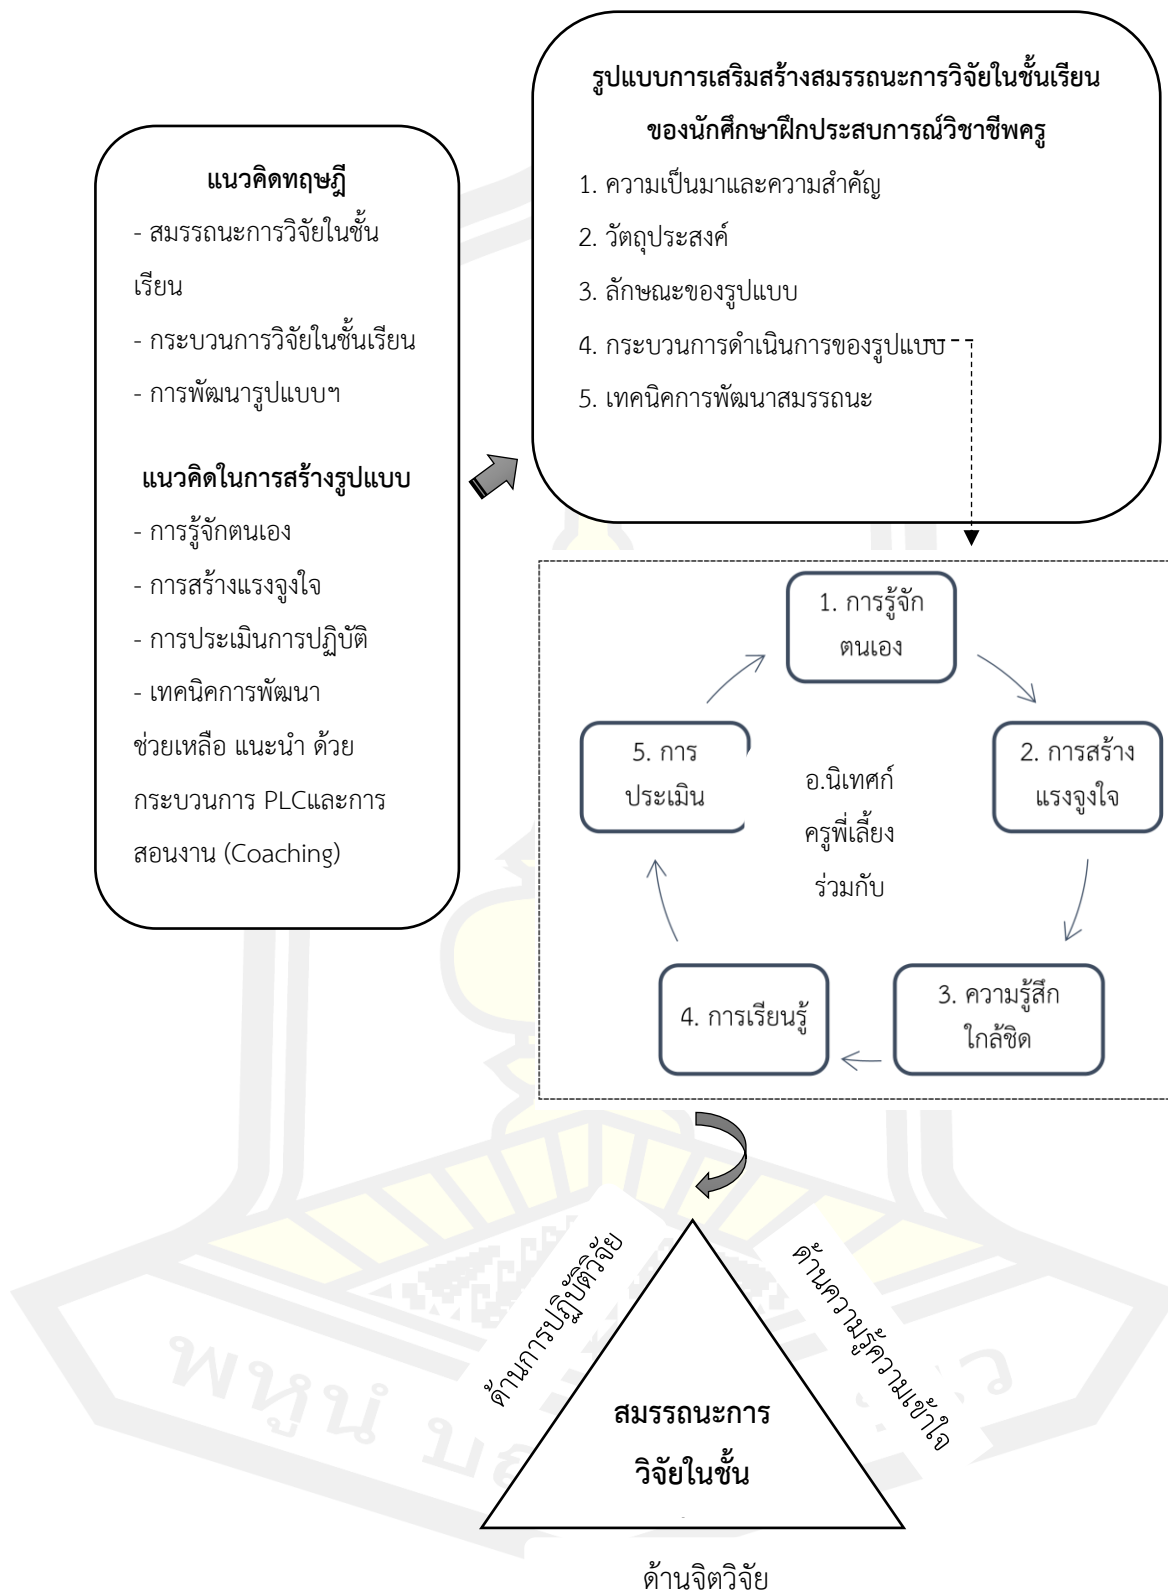 แนวคิดทฤษฎี
- สมรรถนะการวิจัยในชั้น
เรียน
- กระบวนการวิจัยในชั้นเรียน
- การพัฒนารูปแบบฯ
แนวคิดในการสร้างรูปแบบ
- การรู้จักตนเอง
- การสร้างแรงจูงใจ
- การประเมินการปฏิบัติ
- เทคนิคการพัฒนา
ช่วยเหลือ แนะนำ ด้วย
กระบวนการ PLCและการ
สอนงาน (Coaching)
รูปแบบการเสริมสร้างสมรรถนะการวิจัยในชั้นเรียน
ของนักศึกษาฝึกประสบการณ์วิชาชีพครู
1. ความเป็นมาและความสำคัญ
2. วัตถุประสงค์
3. ลักษณะของรูปแบบ
4. กระบวนการดำเนินการของรูปแบบ
5. เทคนิคการพัฒนาสมรรถนะ
1. การรู้จัก
ตนเอง
2. การสร้าง
แรงจูงใจ
3. ความรู้สึก
ใกล้ชิด
4. การเรียนรู้
5. การ
ประเมิน
อ.นิเทศก์
ครูพี่เลี้ยง
ร่วมกับ
ด้านการปฏิบัติวิจัย
ด้านความรู้ความเข้าใจ
สมรรถนะการ
วิจัยในชั้น
ด้านจิตวิจัย
พหูนํ